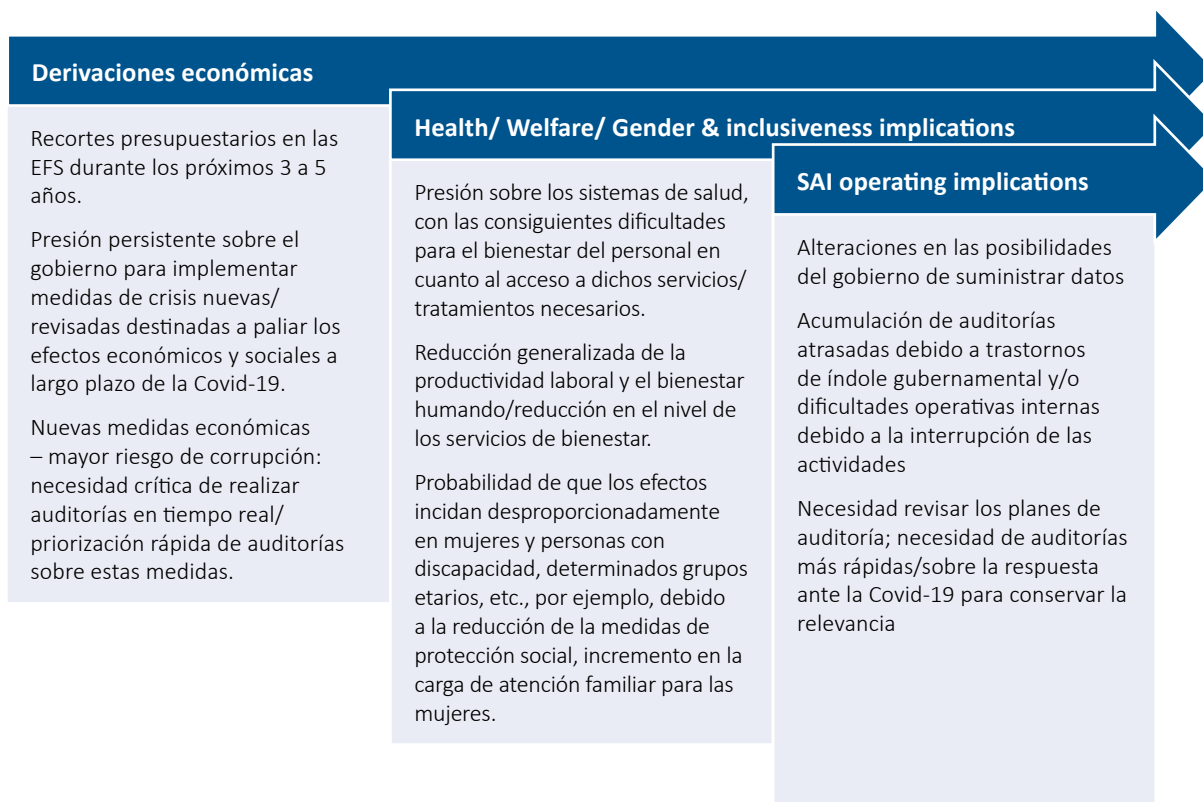 Derivaciones económicas
Recortes presupuestarios en las
EFS durante los próximos 3 a 5
años.
Presión persistente sobre el
gobierno para implementar
medidas de crisis nuevas/
revisadas destinadas a paliar los
efectos económicos y sociales a
largo plazo de la Covid-19.
Nuevas medidas económicas
– mayor riesgo de corrupción:
necesidad crítica de realizar
auditorías en tiempo real/
priorización rápida de auditorías
sobre estas medidas.
Health/ Welfare/ Gender & inclusiveness implications
Presión sobre los sistemas de salud,
con las consiguientes dificultades
para el bienestar del personal en
cuanto al acceso a dichos servicios/
tratamientos necesarios.
Reducción generalizada de la
productividad laboral y el bienestar
humando/reducción en el nivel de
los servicios de bienestar.
Probabilidad de que los efectos
incidan desproporcionadamente
en mujeres y personas con
discapacidad, determinados grupos
etarios, etc., por ejemplo, debido
a la reducción de la medidas de
protección social, incremento en la
carga de atención familiar para las
mujeres.
SAI operating implications
Alteraciones en las posibilidades
del gobierno de suministrar datos
Acumulación de auditorías
atrasadas debido a trastornos
de índole gubernamental y/o
dificultades operativas internas
debido a la interrupción de las
actividades
Necesidad revisar los planes de
auditoría; necesidad de auditorías
más rápidas/sobre la respuesta
ante la Covid-19 para conservar la
relevancia